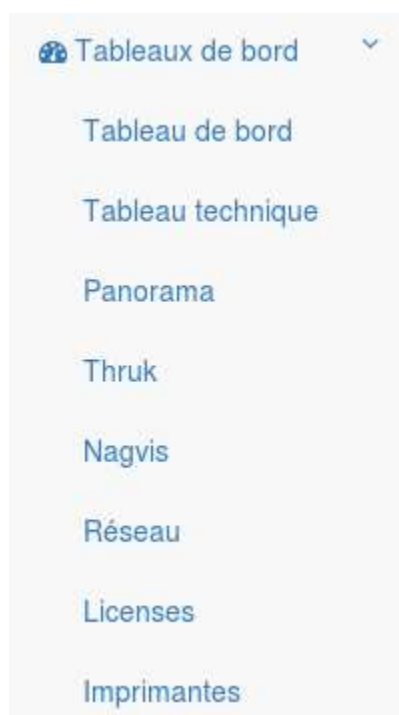 Tableaux de bord
Tableau de bord
Tableau technique
Panorama
Thruk
Nagvis
Réseau
Licenses
Imprimantes